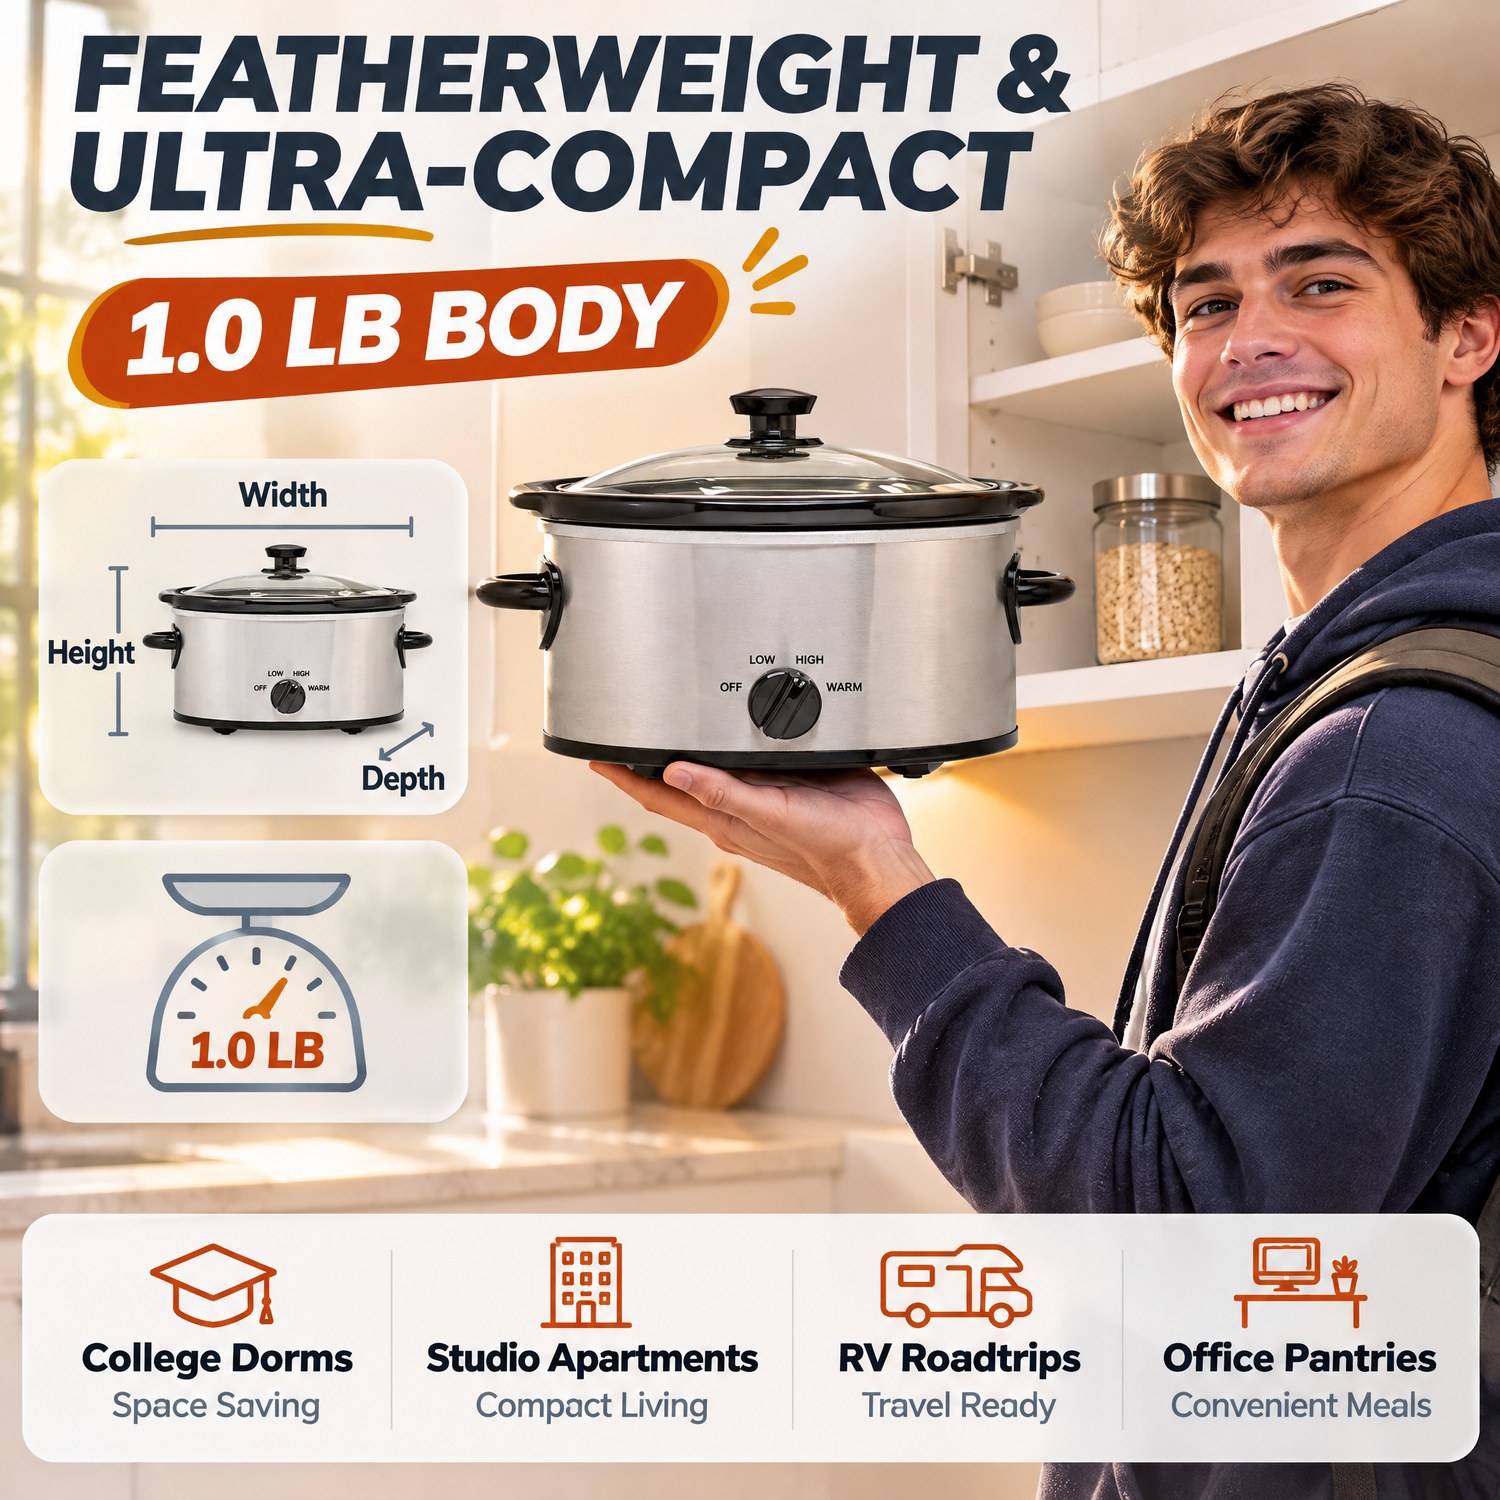 FEATHERWEIGHT &
ULTRA-COMPACT
1.0 LB BODY
Width
Height
LOW HIGH
OFF WARM
Depth
LOW HIGH
OFF WARM
1.0 LB
College Dorms
Space Saving
Studio Apartments
Compact Living
RV Roadtrips
Travel Ready
Office Pantries
Convenient Meals